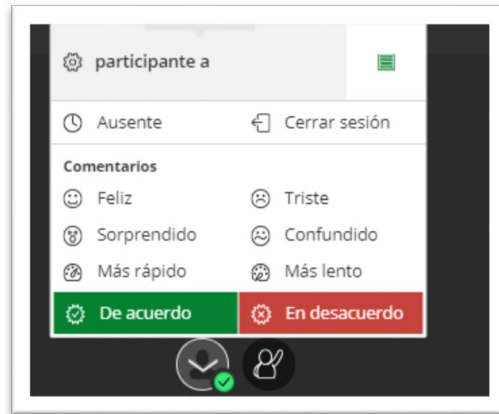 participante a
Ausente Cerrar sesión
Comentarios
Feliz Triste
Sorprendido Confundido
Más rápido Más lento
De acuerdo En desacuerdo